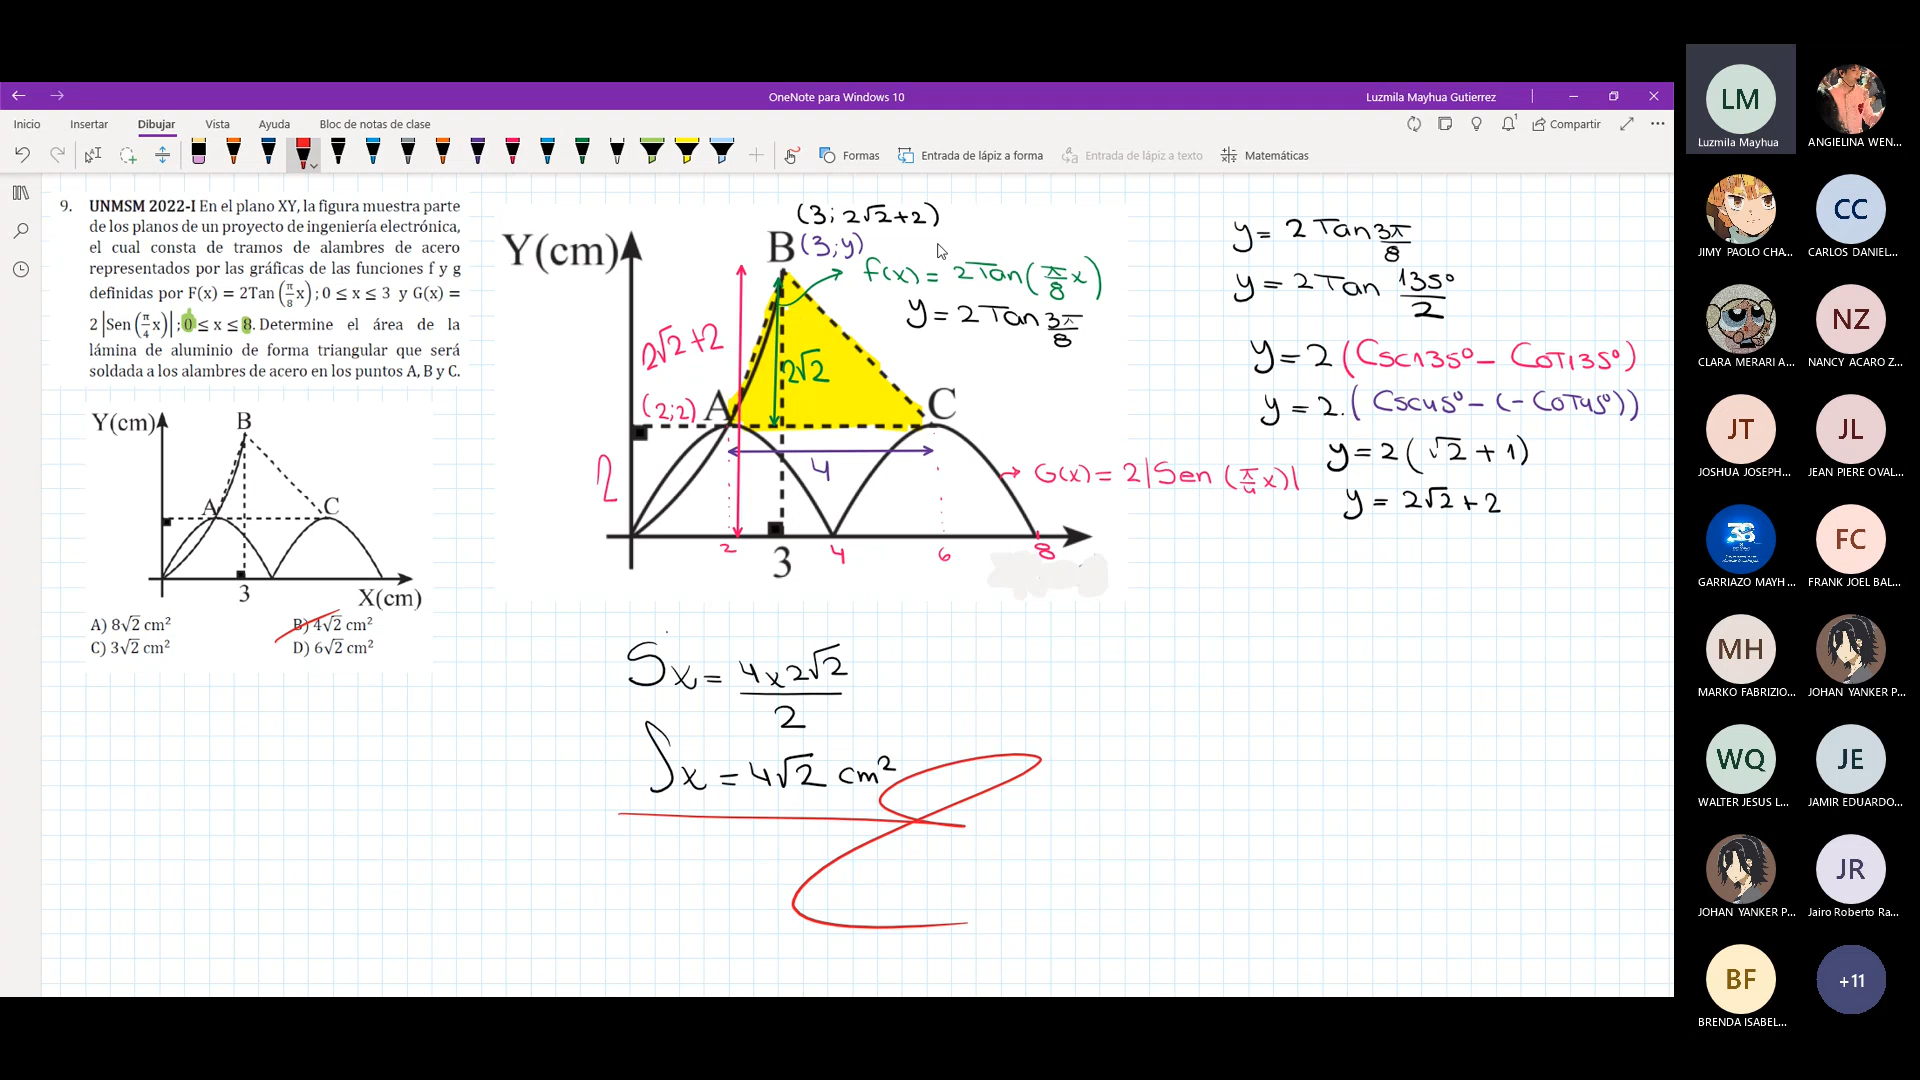 OneNote para Windows 10
Luzmila Mayhua Gutierrez
Inicio Insertar Dibujar Vista Ayuda Bloc de notas de clase
Compartir
Formas Entrada de lápiz a forma Entrada de lápiz a texto Matemáticas
9. UNMSM 2022-I En el plano XY, la figura muestra parte
de los planos de un proyecto de ingeniería electrónica,
el cual consta de tramos de alambres de acero
representados por las gráficas de las funciones f y g
definidas por F(x) = 2Tan(π/8 x); 0 ≤ x ≤ 3 y G(x) =
2|Sen(π/4 x)|; 0 ≤ x ≤ 8. Determine el área de la
lámina de aluminio de forma triangular que será
soldada a los alambres de acero en los puntos A, B y C.
Y(cm)
B
A
C
3
X(cm)
A) 8√2 cm²
B) 4√2 cm²
C) 3√2 cm²
D) 6√2 cm²
(3; 2√2+2)
Y(cm)
B (3;y)
f(x) = 2Tan(π/8 x)
y = 2Tan 3π/8
2√2+2
2√2
(2;2) A
C
2
4
G(x) = 2|Sen(π/4 x)|
2 3 4 6 8
Sx = 4x2√2/2
Sx = 4√2 cm²
y = 2Tan 3π/8
y = 2Tan 135°/2
y = 2(Csc135° - Cot135°)
y = 2.(Csc45° - (-Cot45°))
y = 2(√2 + 1)
y = 2√2 + 2
LM
Luzmila Mayhua
ANGIELINA WEN...
JIMY PAOLO CHA...
CC
CARLOS DANIEL...
CLARA MERARI A...
NZ
NANCY ACARO Z...
JT
JOSHUA JOSEPH...
JL
JEAN PIERE OVAL...
GARRIAZO MAYH...
FC
FRANK JOEL BAL...
MH
MARKO FABRIZIO...
JOHAN YANKER P...
WQ
WALTER JESUS L...
JE
JAMIR EDUARDO...
JOHAN YANKER P...
JR
Jairo Roberto Ra...
BF
BRENDA ISABEL...
+11